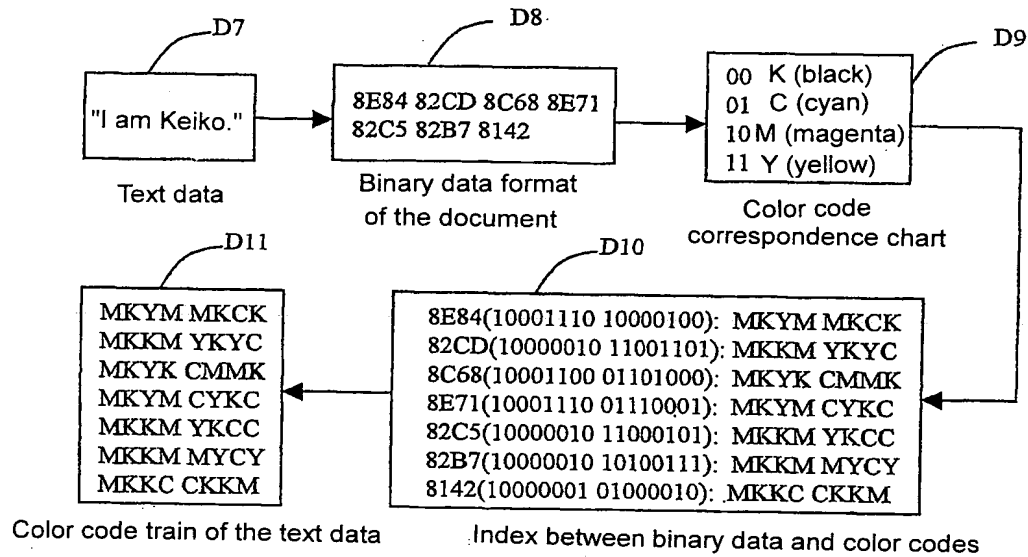 D7
"I am Keiko."
Text data
D8
8E84 82CD 8C68 8E71
82C5 82B7 8142
Binary data format
of the document
D9
00 K (black)
01 C (cyan)
10 M (magenta)
11 Y (yellow)
Color code
correspondence chart
D11
MKYM MKCK
MKKM YKYC
MKYK CMMK
MKYM CYKC
MKKM YKCC
MKKM MYCY
MKKC CKKM
Color code train of the text data
D10
8E84(10001110 10000100): MKYM MKCK
82CD(10000010 11001101): MKKM YKYC
8C68(10001100 01101000): MKYK CMMK
8E71(10001110 01110001): MKYM CYKC
82C5(10000010 11000101): MKKM YKCC
82B7(10000010 10100111): MKKM MYCY
8142(10000001 01000010): MKKC CKKM
Index between binary data and color codes